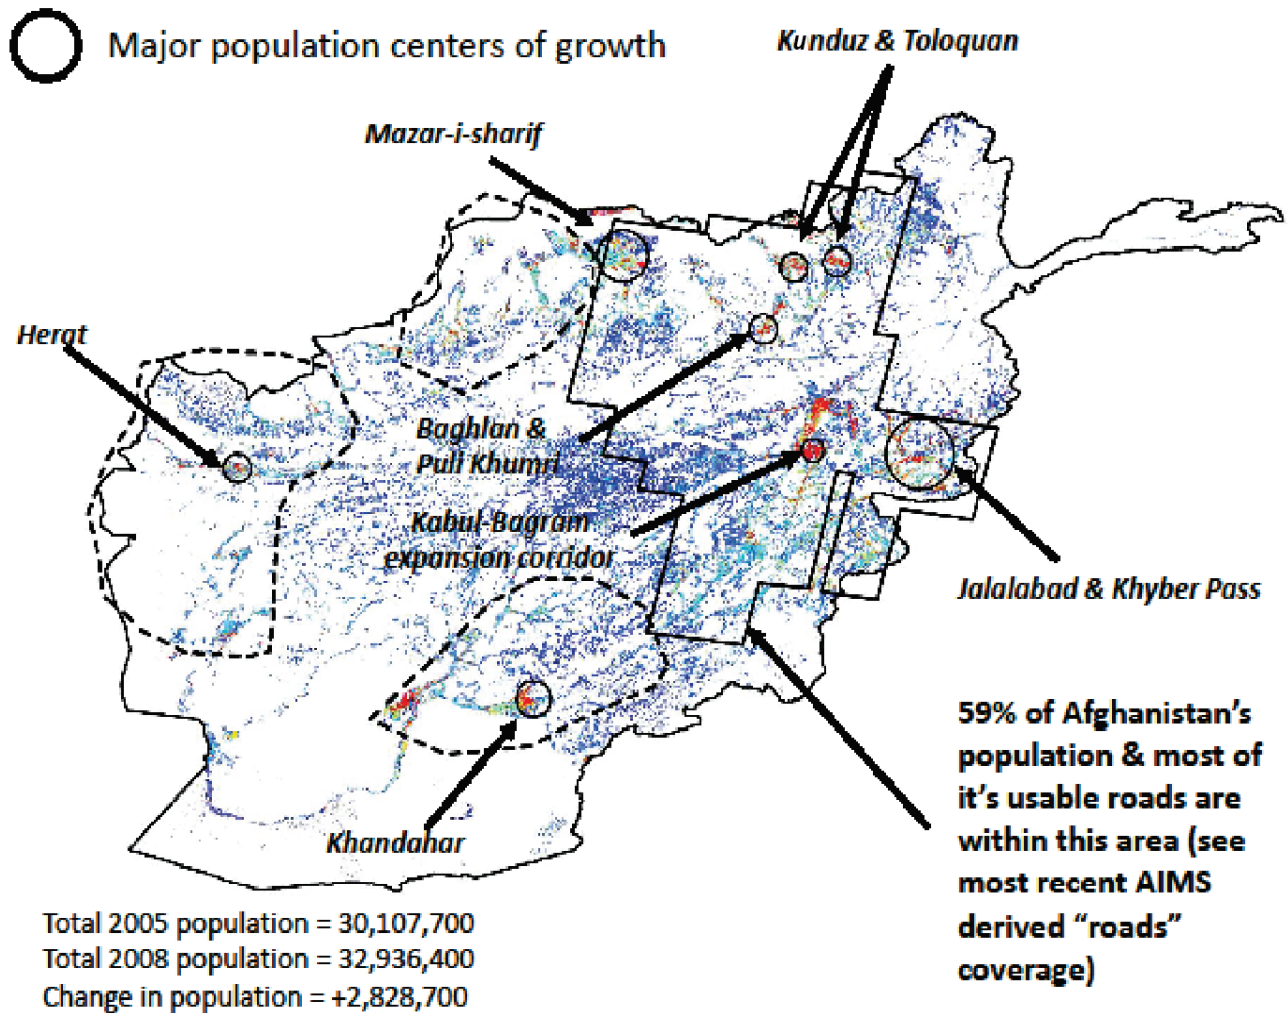 Major population centers of growth
Kunduz & Toloquan
Mazar-i-sharif
Herat
Baghlan &
Puli Khumri
Kabul-Bagram
expansion corridor
Jalalabad & Khyber Pass
Khandahar
59% of Afghanistan’s
population & most of
it’s usable roads are
within this area (see
most recent AIMS
derived “roads”
coverage)
Total 2005 population = 30,107,700
Total 2008 population = 32,936,400
Change in population = +2,828,700